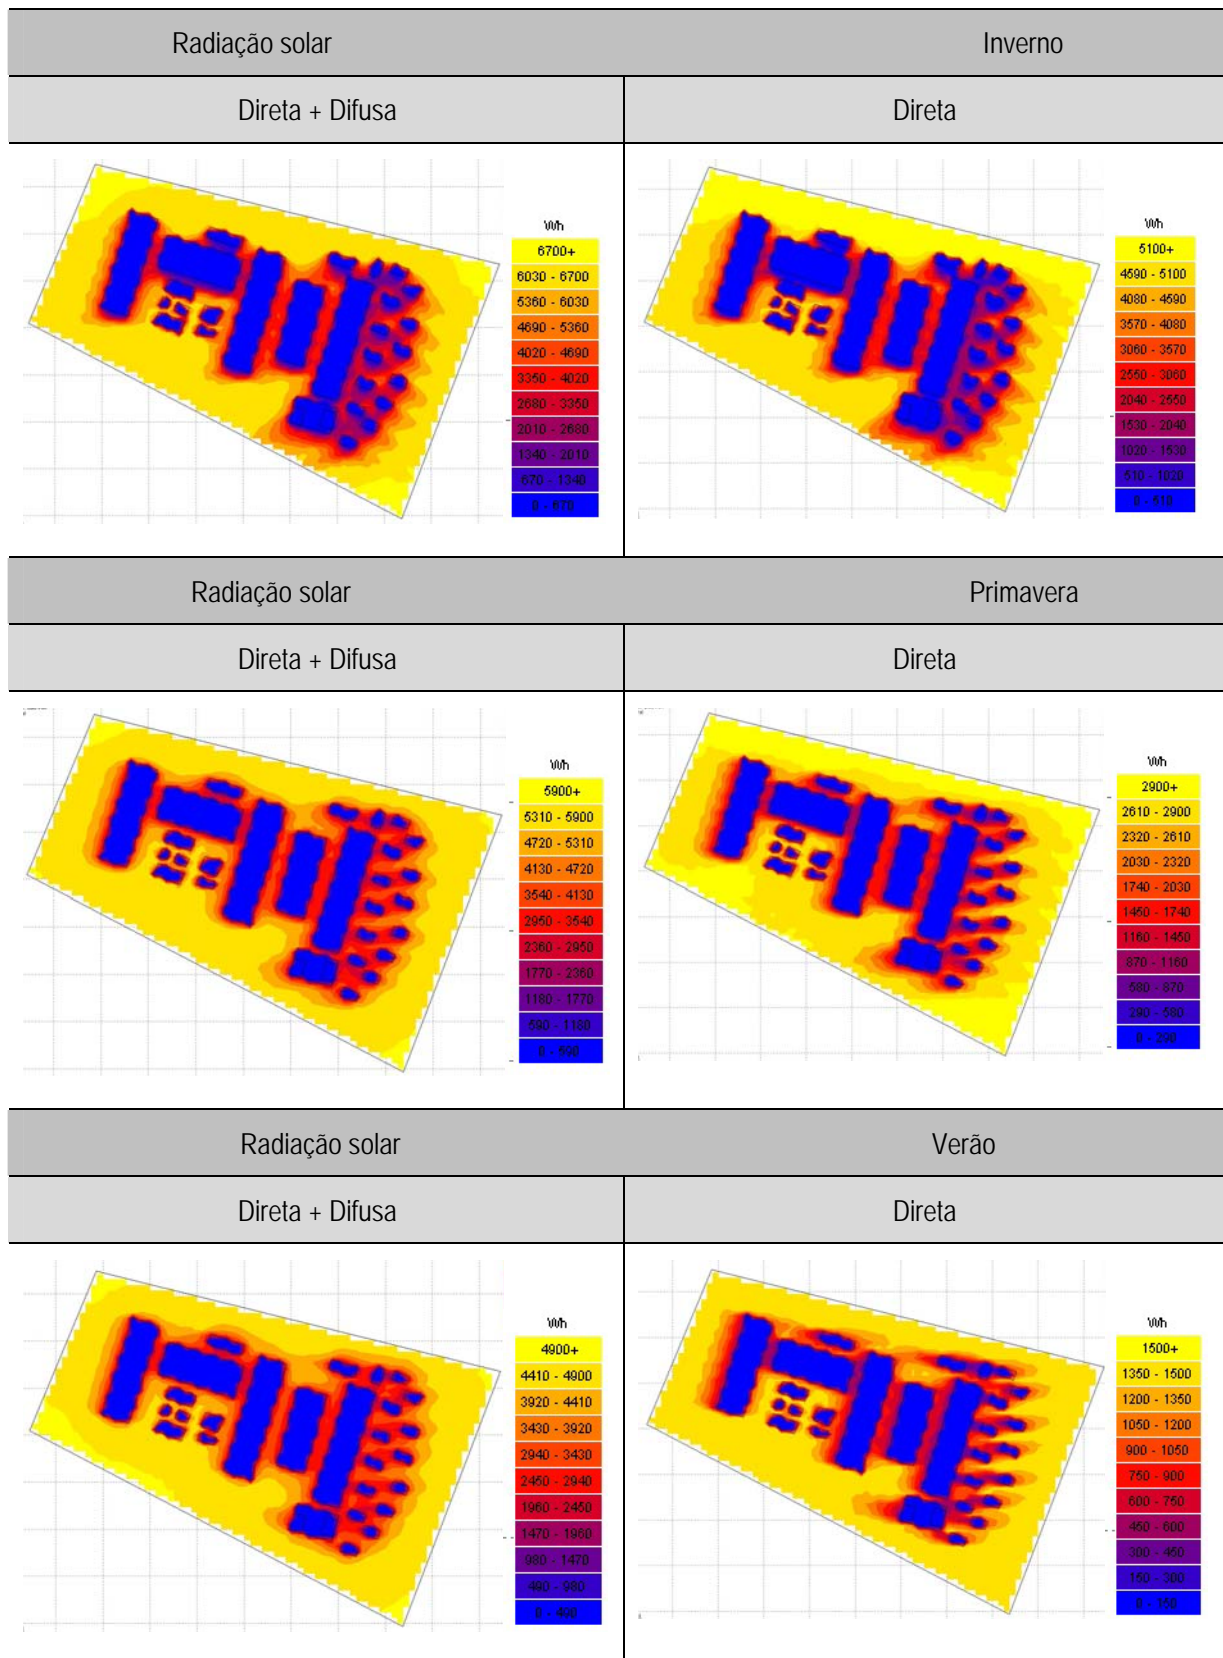 Radiação solar Inverno
Direta + Difusa Direta
Wh
6700+
6030 - 6700
5360 - 6030
4690 - 5360
4020 - 4690
3350 - 4020
2680 - 3350
2010 - 2680
1340 - 2010
670 - 1340
0 - 670
Wh
5100+
4590 - 5100
4080 - 4590
3570 - 4080
3060 - 3570
2550 - 3060
2040 - 2550
1530 - 2040
1020 - 1530
510 - 1020
0 - 510
Radiação solar Primavera
Direta + Difusa Direta
Wh
5900+
5310 - 5900
4720 - 5310
4130 - 4720
3540 - 4130
2950 - 3540
2360 - 2950
1770 - 2360
1180 - 1770
590 - 1180
0 - 590
Wh
2900+
2610 - 2900
2320 - 2610
2030 - 2320
1740 - 2030
1450 - 1740
1160 - 1450
870 - 1160
580 - 870
290 - 580
0 - 290
Radiação solar Verão
Direta + Difusa Direta
Wh
4900+
4410 - 4900
3920 - 4410
3430 - 3920
2940 - 3430
2450 - 2940
1960 - 2450
1470 - 1960
980 - 1470
490 - 980
0 - 490
Wh
1500+
1350 - 1500
1200 - 1350
1050 - 1200
900 - 1050
750 - 900
600 - 750
450 - 600
300 - 450
150 - 300
0 - 150